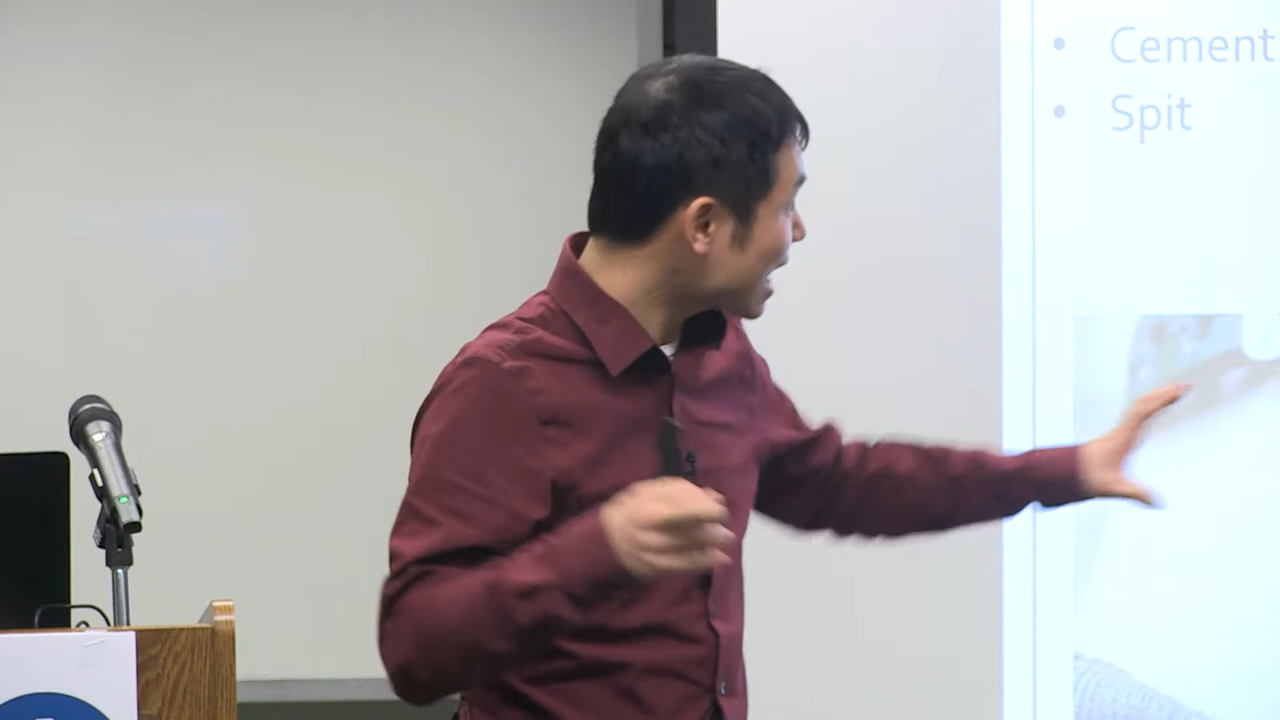 • Cement
• Spit